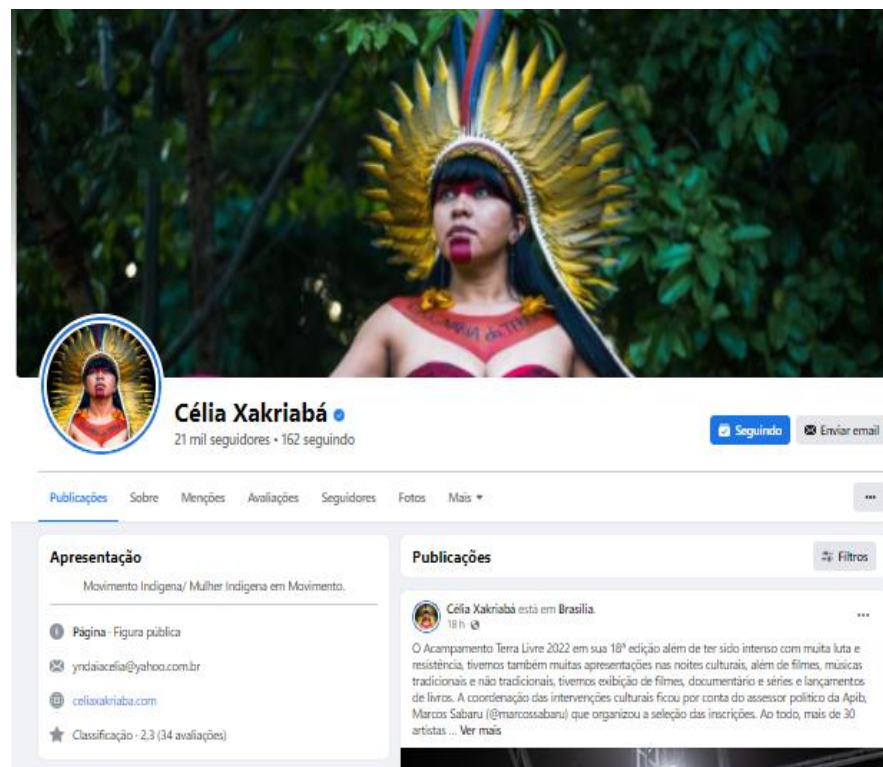 Célia Xakriabá
21 mil seguidores • 162 seguindo
Seguindo
Enviar email
Publicações Sobre Menções Avaliações Seguidores Fotos Mais
Apresentação
Movimento Indígena/ Mulher Indígena em Movimento.
Página · Figura pública
yndaiacelia@yahoo.com.br
celiaxakriaba.com
Classificação · 2,3 (34 avaliações)
Publicações
Filtros
Célia Xakriabá está em Brasília.
18 h
O Acampamento Terra Livre 2022 em sua 18ª edição além de ter sido intenso com muita luta e
resistência, tivemos também muitas apresentações nas noites culturais, além de filmes, músicas
tradicionais e não tradicionais, tivemos exibição de filmes, documentário e séries e lançamentos
de livros. A coordenação das intervenções culturais ficou por conta do assessor político da Apib,
Marcos Sabaru (@marcossabaru) que organizou a seleção das inscrições. Ao todo, mais de 30
artistas ... Ver mais